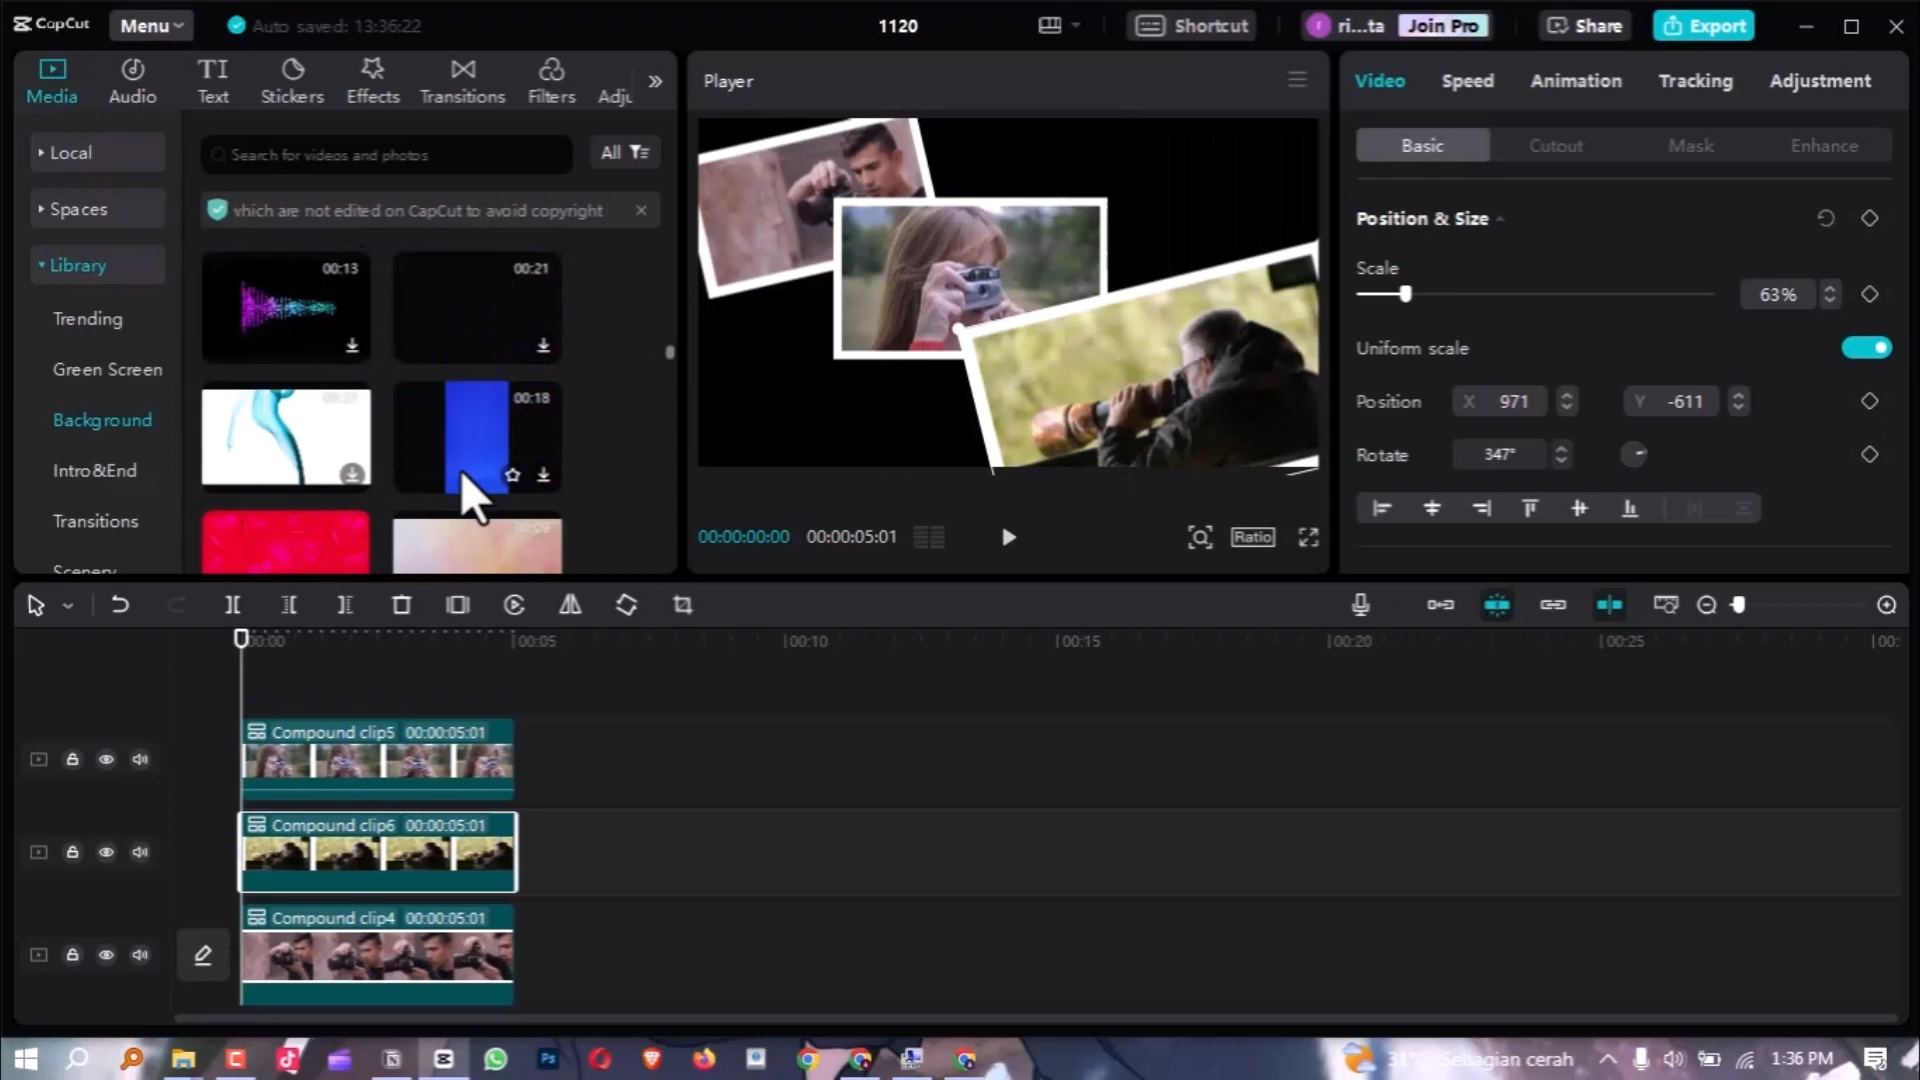 CapCut
Menu
Auto saved: 13:36:22
1120
Shortcut
ri...ta
Join Pro
Share
Export
Media
Audio
TI
Text
Stickers
Effects
Transitions
Filters
Adju
Local
Spaces
Library
Trending
Green Screen
Background
Intro&End
Transitions
Scenery
Search for videos and photos
All
vhich are not edited on CapCut to avoid copyright
00:13
00:21
00:18
00:09
Player
00:00:00:00
00:00:05:01
Ratio
Video
Speed
Animation
Tracking
Adjustment
Basic
Cutout
Mask
Enhance
Position & Size
Scale
63%
Uniform scale
Position
X 971
Y -611
Rotate
347°
00:00
00:05
00:10
00:15
00:20
00:25
00:
Compound clip5 00:00:05:01
Compound clip6 00:00:05:01
Compound clip4 00:00:05:01
Ps
31°C Sebagian cerah
1:36 PM